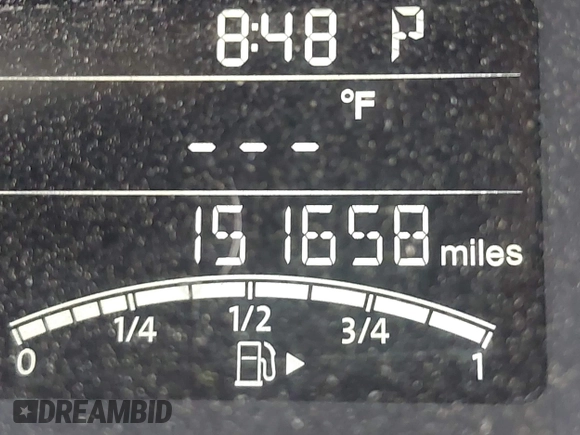 8:48 P
°F
- - -
151658 miles
0 1/4 1/2 3/4 1
DREAMBID